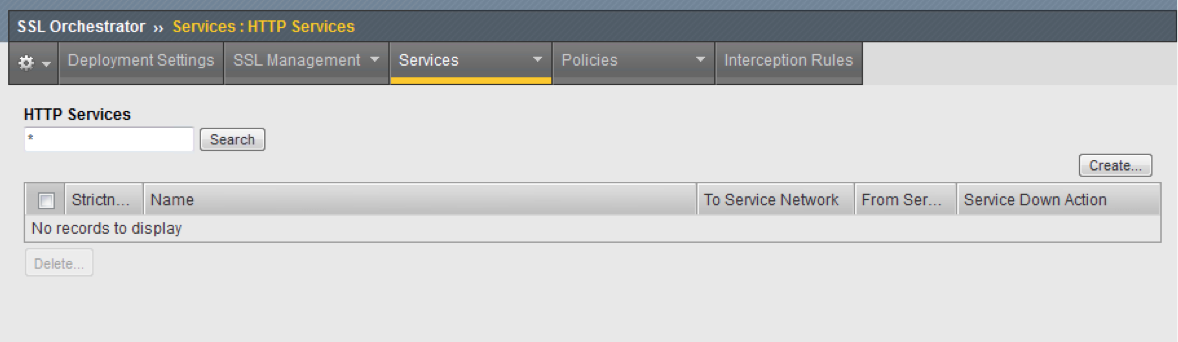 SSL Orchestrator ›› Services : HTTP Services
Deployment Settings SSL Management Services Policies Interception Rules
HTTP Services
* Search
Create...
Strictn... Name To Service Network From Ser... Service Down Action
No records to display
Delete...